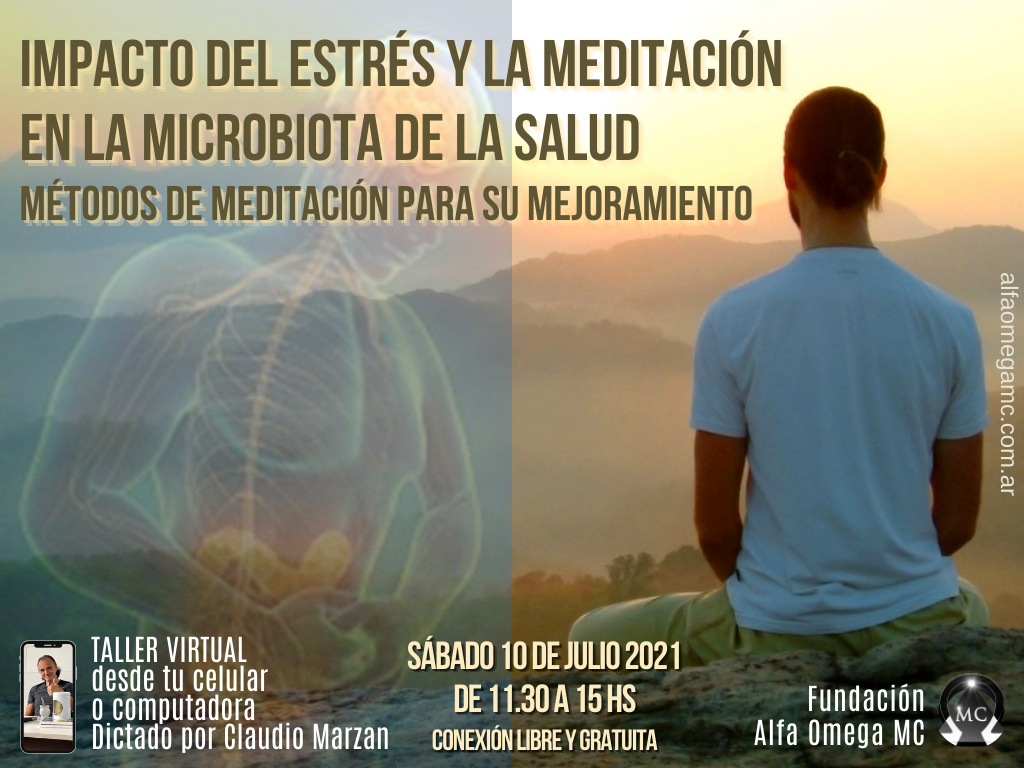 IMPACTO DEL ESTRÉS Y LA MEDITACIÓN
EN LA MICROBIOTA DE LA SALUD
MÉTODOS DE MEDITACIÓN PARA SU MEJORAMIENTO
alfaomegamc.com.ar
TALLER VIRTUAL
desde tu celular
o computadora
Dictado por Claudio Marzan
SÁBADO 10 DE JULIO 2021
DE 11.30 A 15 HS
CONEXIÓN LIBRE Y GRATUITA
Fundación
Alfa Omega MC
MC